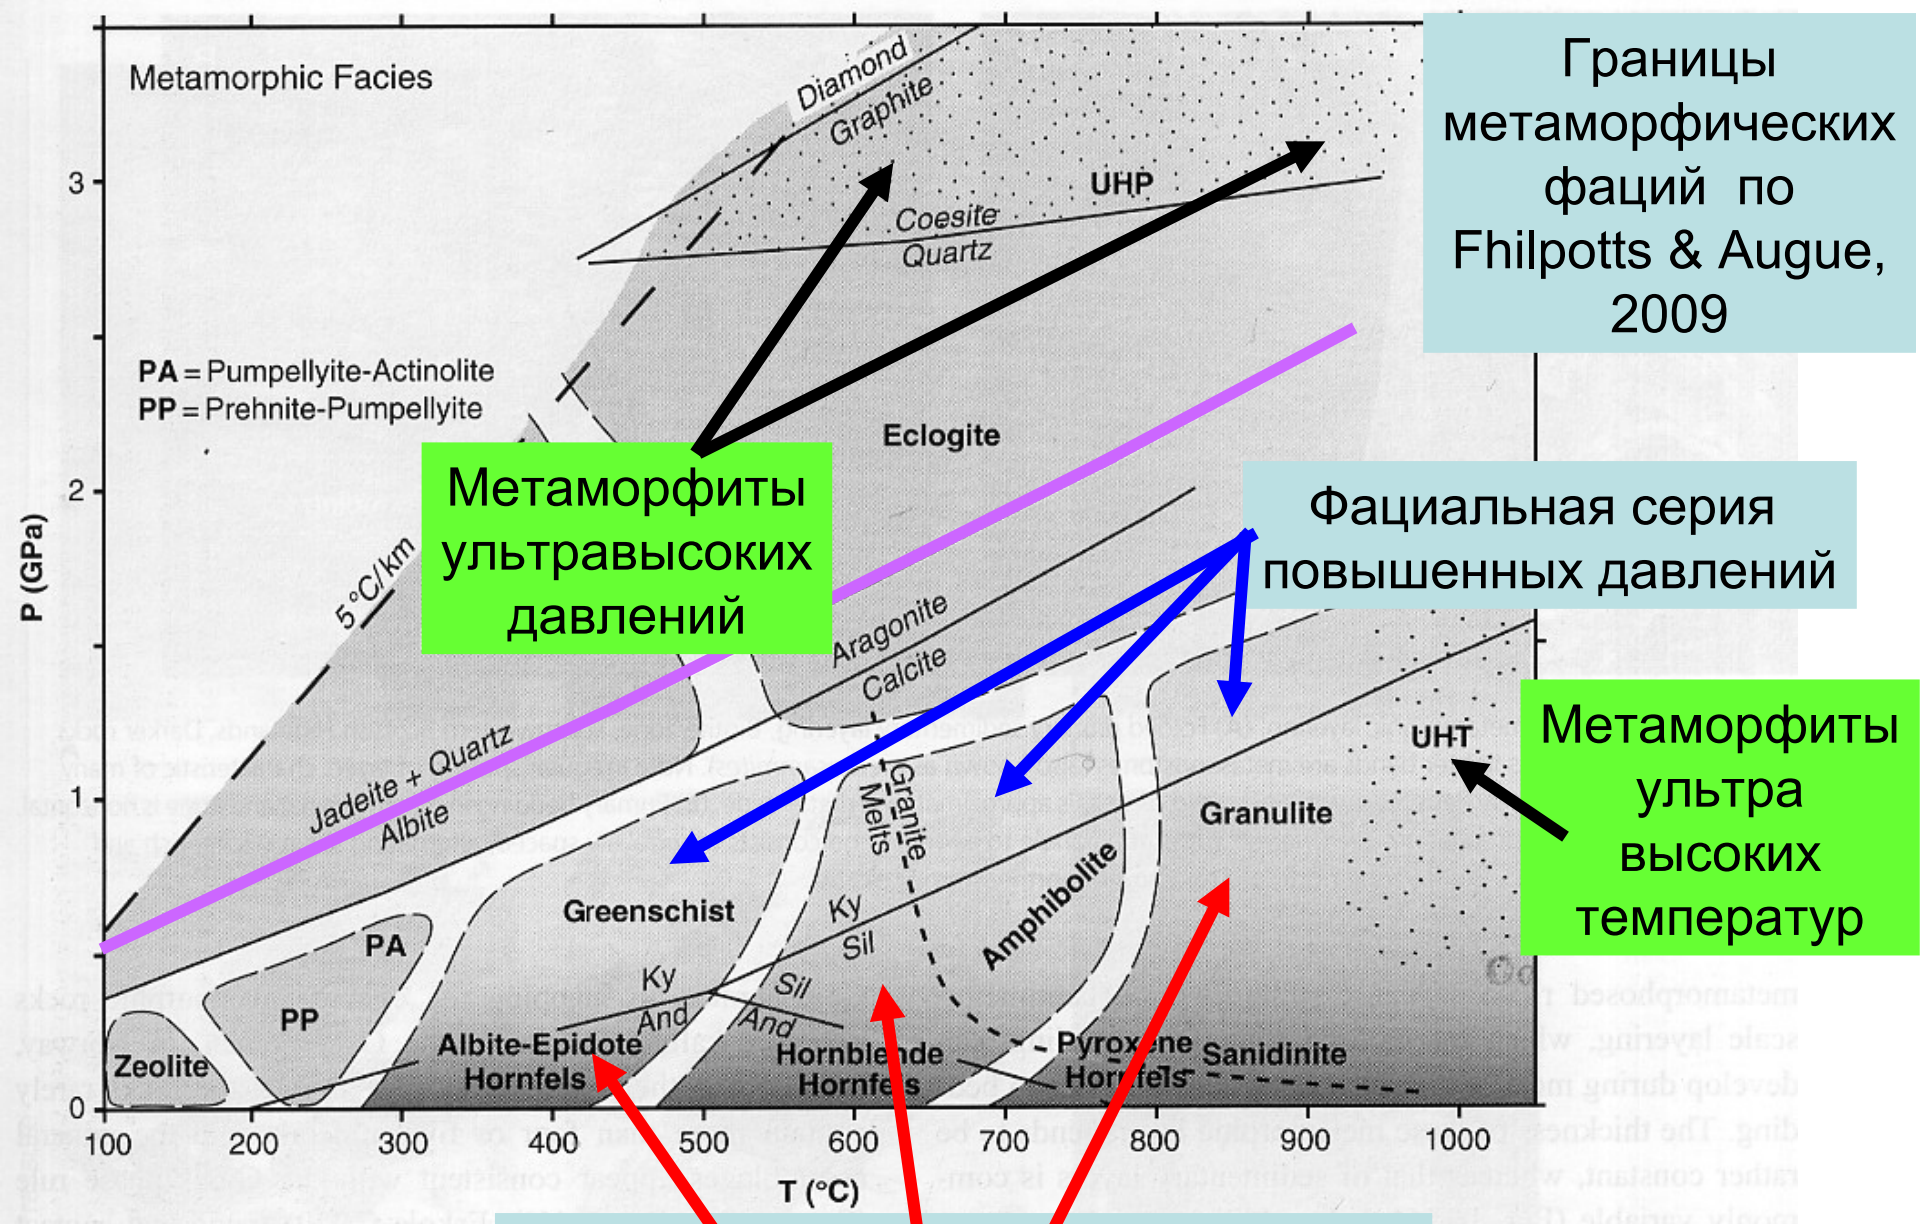 Metamorphic Facies
Diamond
Graphite
Границы
метаморфических
фаций по
Fhilpotts & Augue,
2009
3
UHP
Coesite
Quartz
PA = Pumpellyite-Actinolite
PP = Prehnite-Pumpellyite
Eclogite
2
Метаморфиты
ультравысоких
давлений
Фациальная серия
повышенных давлений
P (GPa)
5°C/km
Aragonite
Calcite
Метаморфиты
ультра
высоких
температур
UHT
Jadeite + Quartz
Albite
1
Granite
Melts
Granulite
Greenschist
Amphibolite
Ky
Sil
PA
Ky
And
Sil
And
PP
Zeolite
Albite-Epidote
Hornfels
Hornblende
Hornfels
Pyroxene
Hornfels
Sanidinite
0
100 200 300 400 500 600 700 800 900 1000
T (°C)